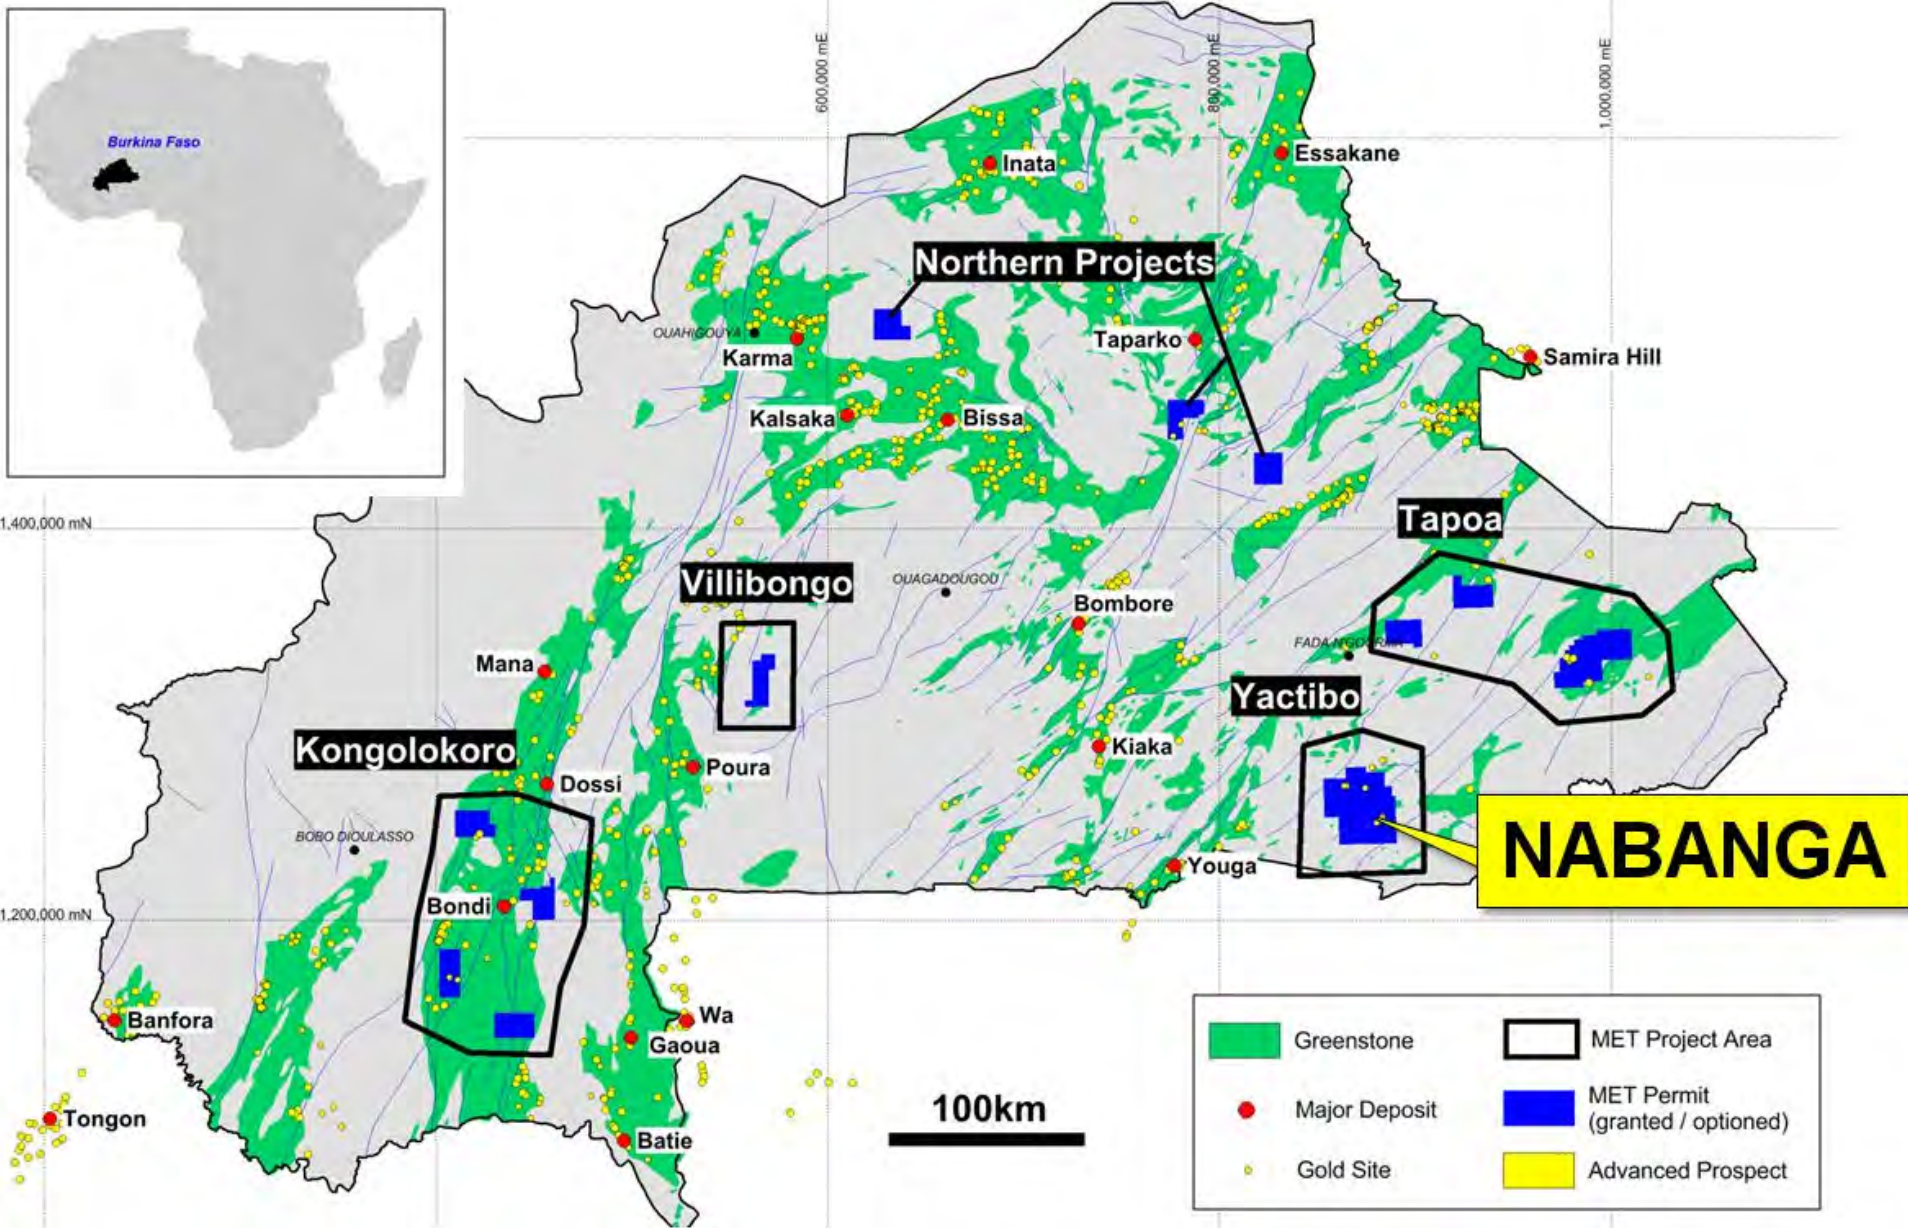 Burkina Faso
600,000 mE
800,000 mE
1,000,000 mE
Inata
Essakane
Northern Projects
OUAHIGOUYA
Karma
Taparko
Samira Hill
Kalsaka
Bissa
1,400,000 mN
Tapoa
Villibongo
OUAGADOUGOU
Bombore
FADA N'GOURMA
Mana
Yactibo
Kongolokoro
Kiaka
Poura
Dossi
BOBO DIOULASSO
NABANGA
Youga
Bondi
1,200,000 mN
Banfora
Wa
Gaoua
Tongon
Batie
100km
Greenstone
MET Project Area
Major Deposit
MET Permit
(granted / optioned)
Gold Site
Advanced Prospect